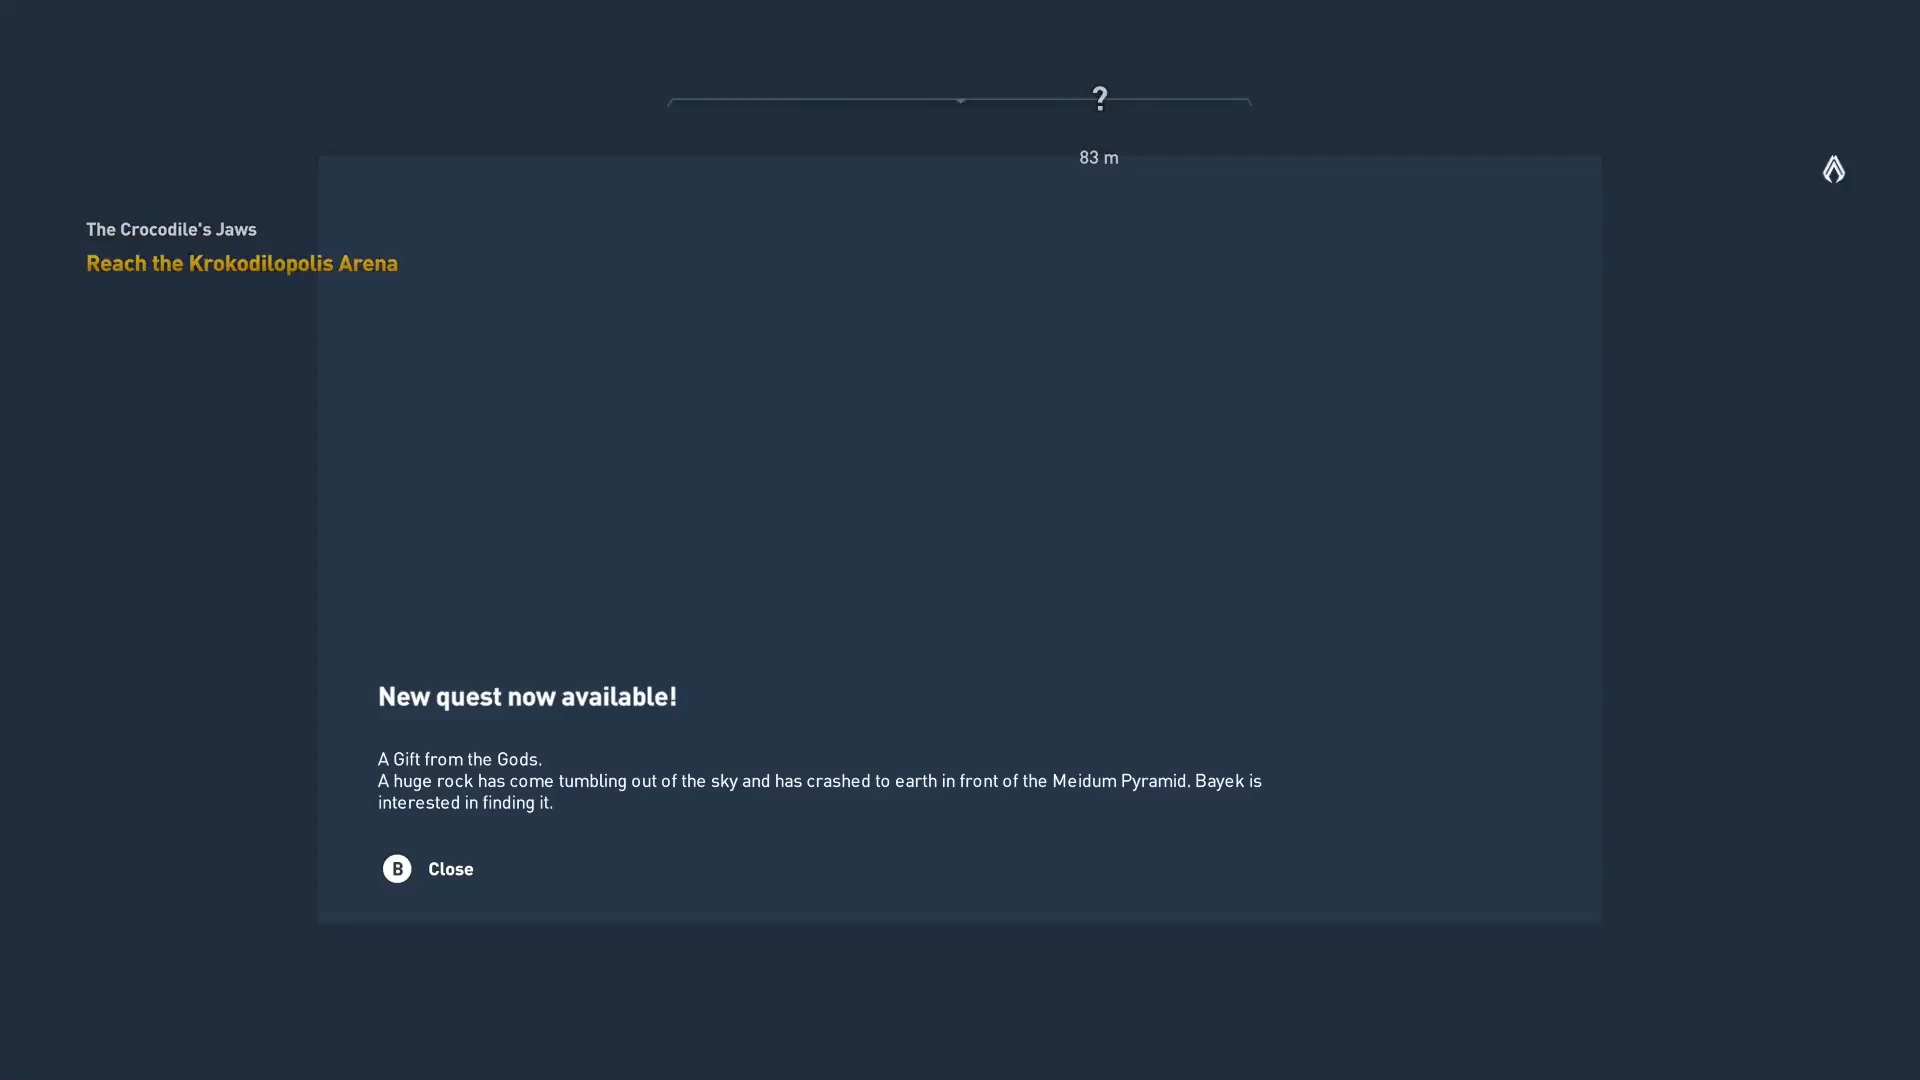 ?
83 m
The Crocodile's Jaws
Reach the Krokodilopolis Arena
New quest now available!
A Gift from the Gods.
A huge rock has come tumbling out of the sky and has crashed to earth in front of the Meidum Pyramid. Bayek is
interested in finding it.
B Close